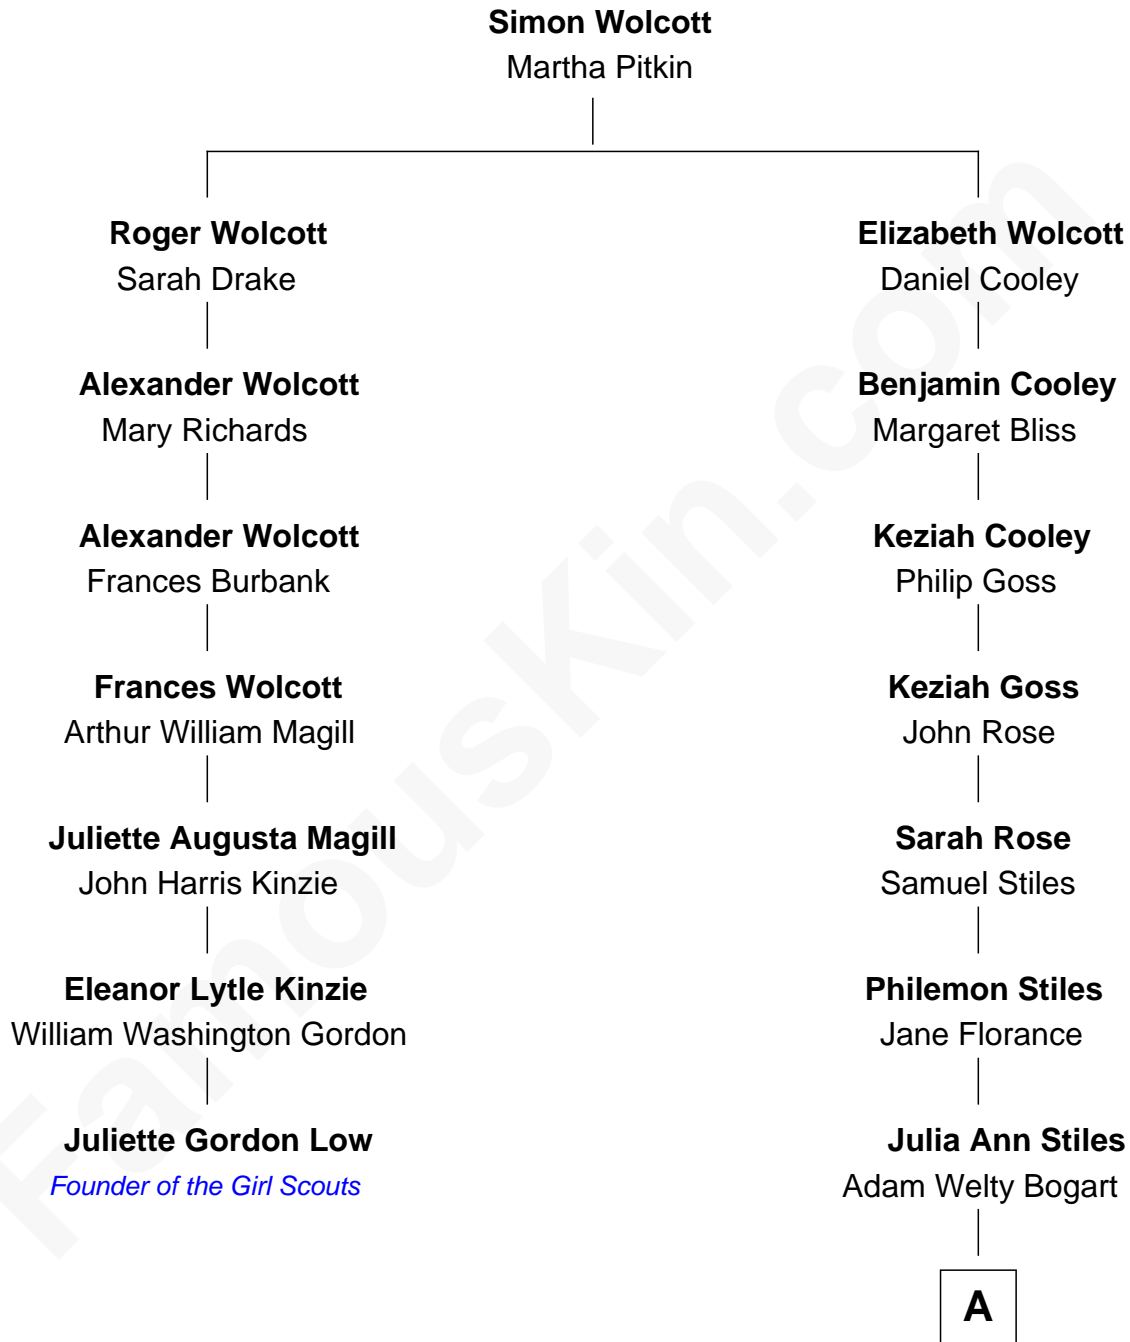 Simon Wolcott
Martha Pitkin
Roger Wolcott
Sarah Drake
Alexander Wolcott
Mary Richards
Alexander Wolcott
Frances Burbank
Frances Wolcott
Arthur William Magill
Juliette Augusta Magill
John Harris Kinzie
Eleanor Lytle Kinzie
William Washington Gordon
Juliette Gordon Low
Founder of the Girl Scouts
Elizabeth Wolcott
Daniel Cooley
Benjamin Cooley
Margaret Bliss
Keziah Cooley
Philip Goss
Keziah Goss
John Rose
Sarah Rose
Samuel Stiles
Philemon Stiles
Jane Florance
Julia Ann Stiles
Adam Welty Bogart
A
FamousKin.com